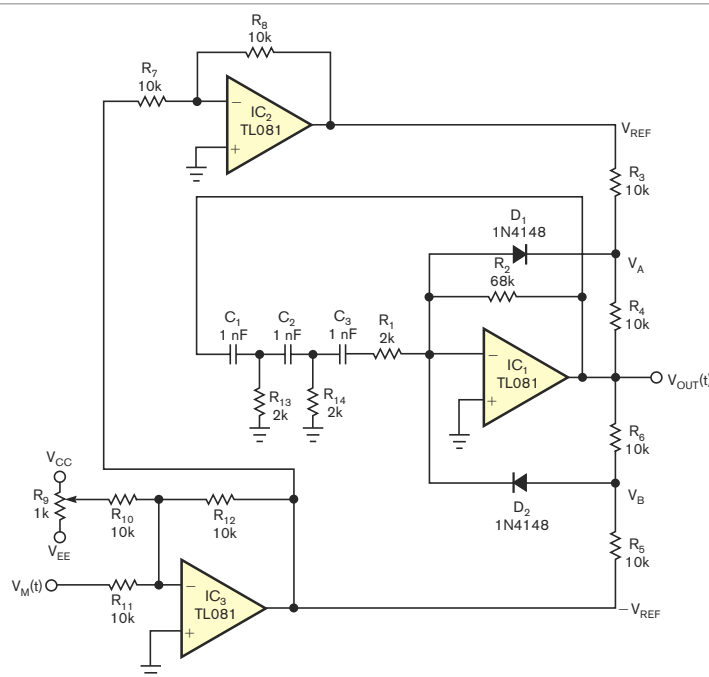 R8
10k
R7
10k
−
IC2
TL081
+
VREF
R3
10k
D1
1N4148
VA
R2
68k
R4
10k
C1
1 nF
C2
1 nF
C3
1 nF
R1
2k
−
IC1
TL081
+
VOUT(t)
R13
2k
R14
2k
R6
10k
VCC
R9
1k
VEE
R10
10k
R12
10k
D2
1N4148
VB
R5
10k
VM(t)
R11
10k
−
IC3
TL081
+
−VREF